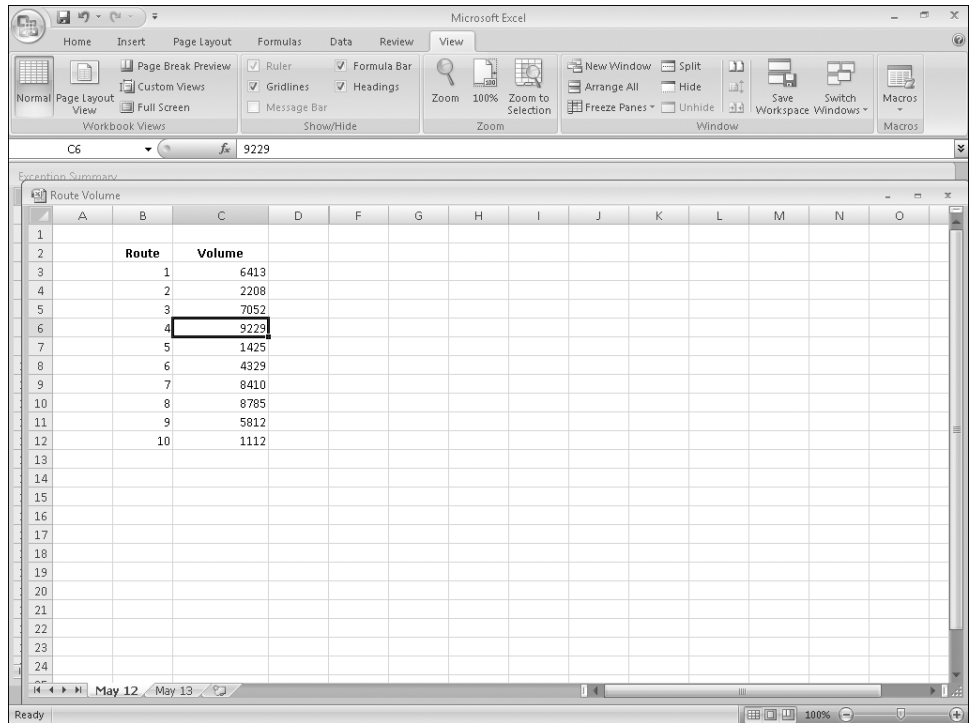 Microsoft Excel
Home Insert Page Layout Formulas Data Review View
Normal Page Layout View Page Break Preview Custom Views Full Screen
Workbook Views
Ruler Formula Bar
Gridlines Headings
Message Bar
Show/Hide
Zoom 100% Zoom to Selection
Zoom
New Window Split
Arrange All Hide
Freeze Panes Unhide
Save Workspace Switch Windows
Window
Macros
Macros
C6 fx 9229
Exception Summary
Route Volume
A B C D F G H I J K L M N O
1
2 Route Volume
3 1 6413
4 2 2208
5 3 7052
6 4 9229
7 5 1425
8 6 4329
9 7 8410
10 8 8785
11 9 5812
12 10 1112
13
14
15
16
17
18
19
20
21
22
23
24
May 12 May 13
Ready 100%